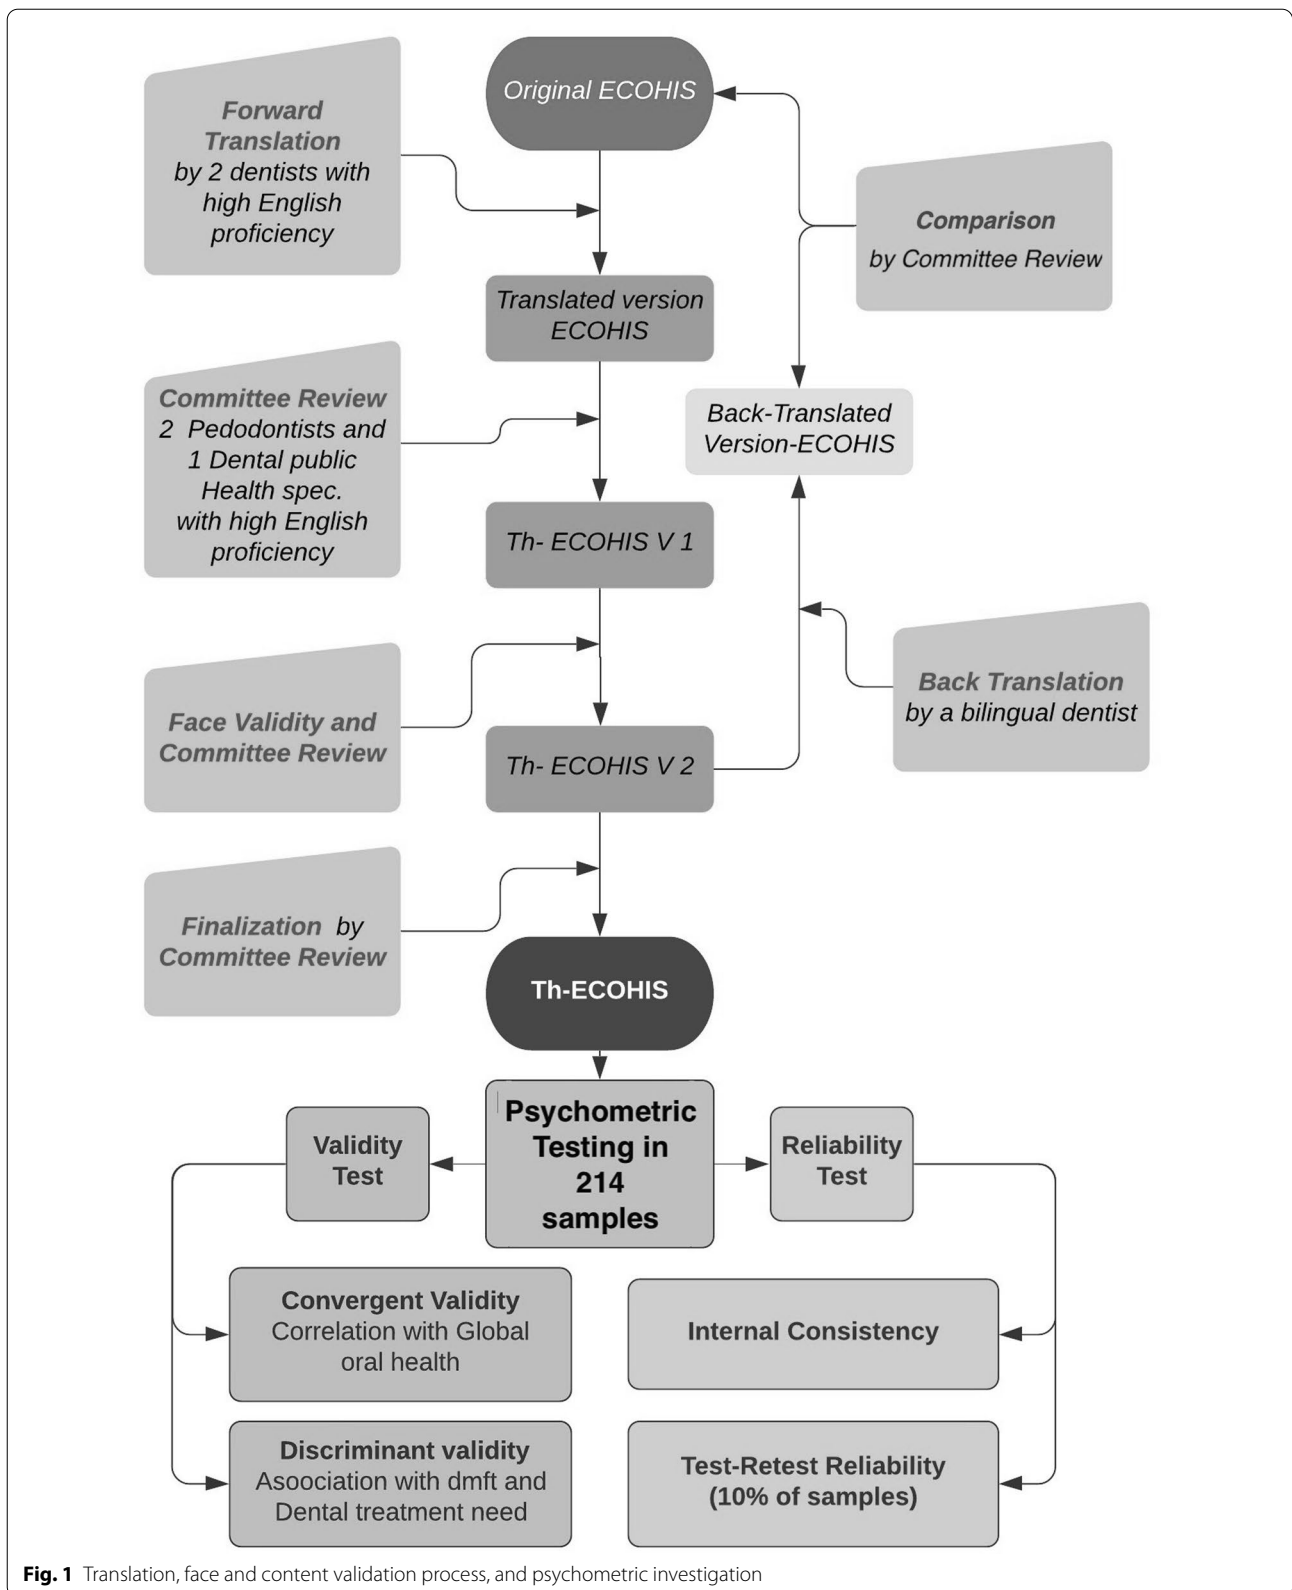 Original ECOHIS
Forward
Translation
by 2 dentists with
high English
proficiency
Comparison
by Committee Review
Translated version
ECOHIS
Committee Review
2 Pedodontists and
1 Dental public
Health spec.
with high English
proficiency
Back-Translated
Version-ECOHIS
Th- ECOHIS V 1
Back Translation
by a bilingual dentist
Face Validity and
Committee Review
Th- ECOHIS V 2
Finalization by
Committee Review
Th-ECOHIS
Psychometric
Testing in
214
samples
Validity
Test
Reliability
Test
Convergent Validity
Correlation with Global
oral health
Internal Consistency
Discriminant validity
Asoociation with dmft and
Dental treatment need
Test-Retest Reliability
(10% of samples)
Fig. 1 Translation, face and content validation process, and psychometric investigation